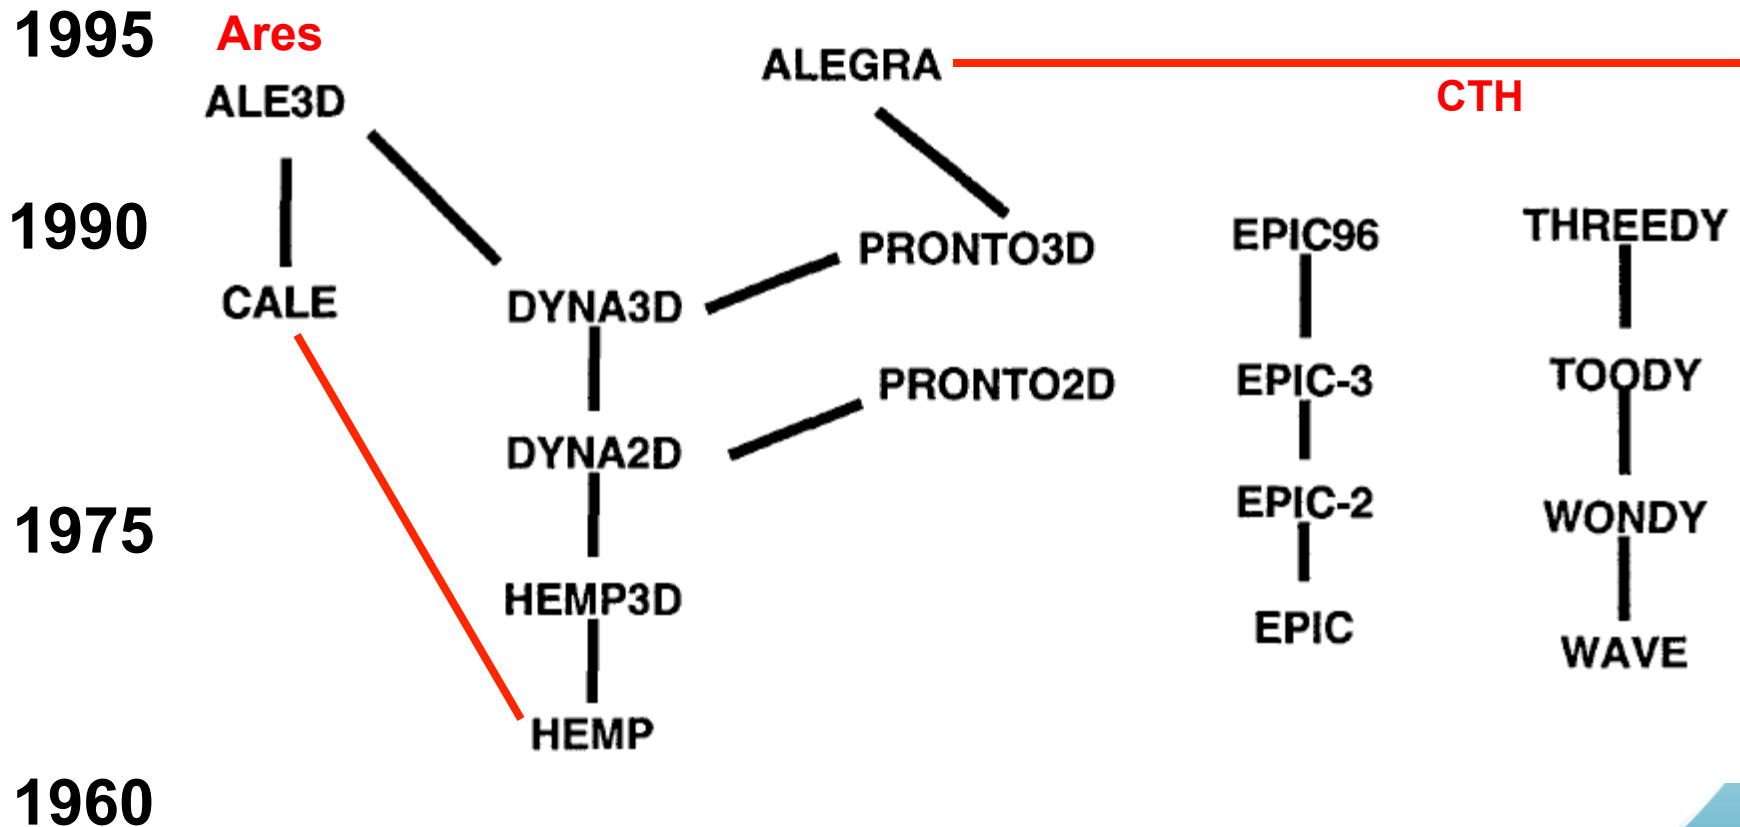 1995
Ares
ALEGRA
ALE3D
CTH
1990
PRONTO3D
EPIC96
THREEDY
CALE
DYNA3D
PRONTO2D
EPIC-3
TOODY
DYNA2D
EPIC-2
WONDY
1975
HEMP3D
EPIC
WAVE
HEMP
1960